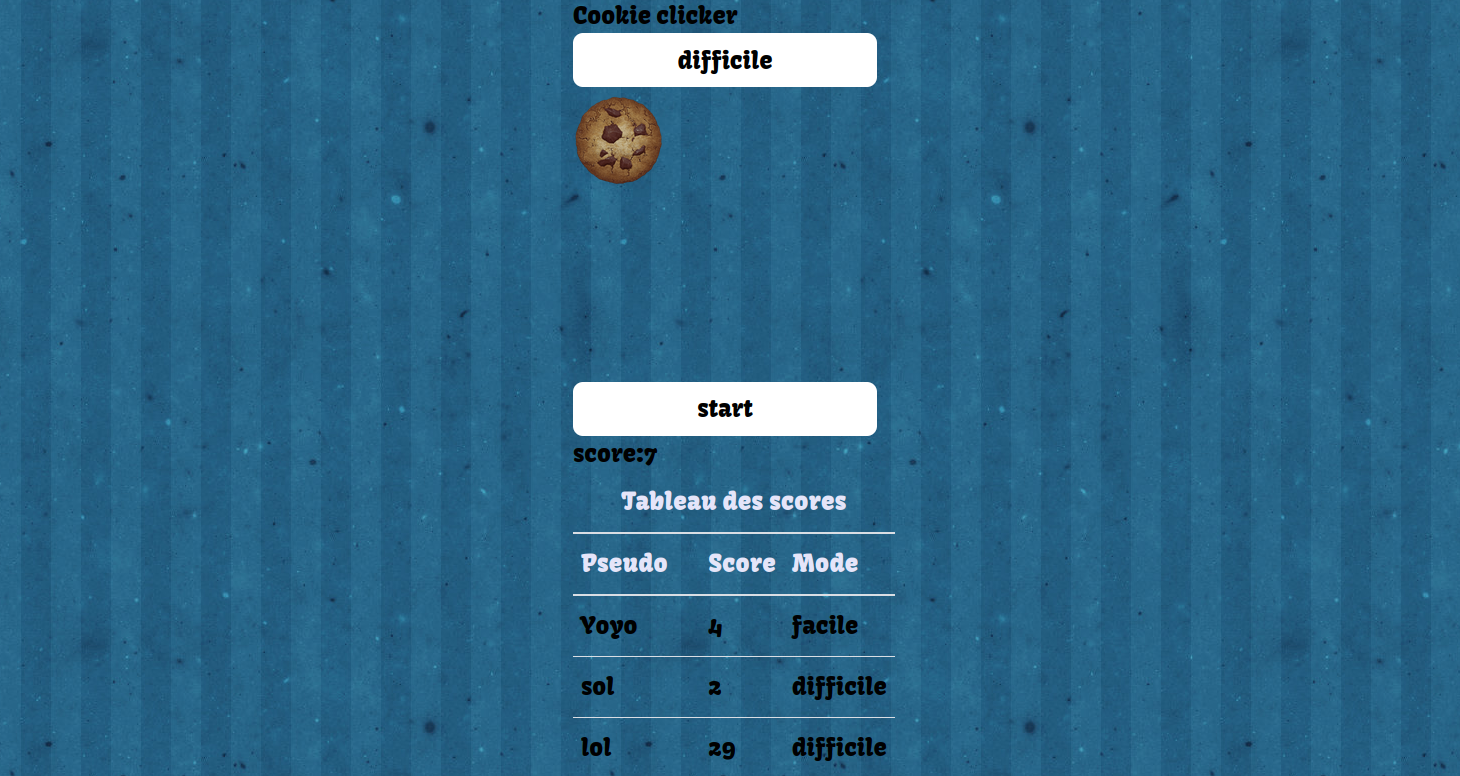 Cookie clicker
difficile
start
score:7
Tableau des scores
Pseudo Score Mode
Yoyo 4 facile
sol 2 difficile
lol 29 difficile